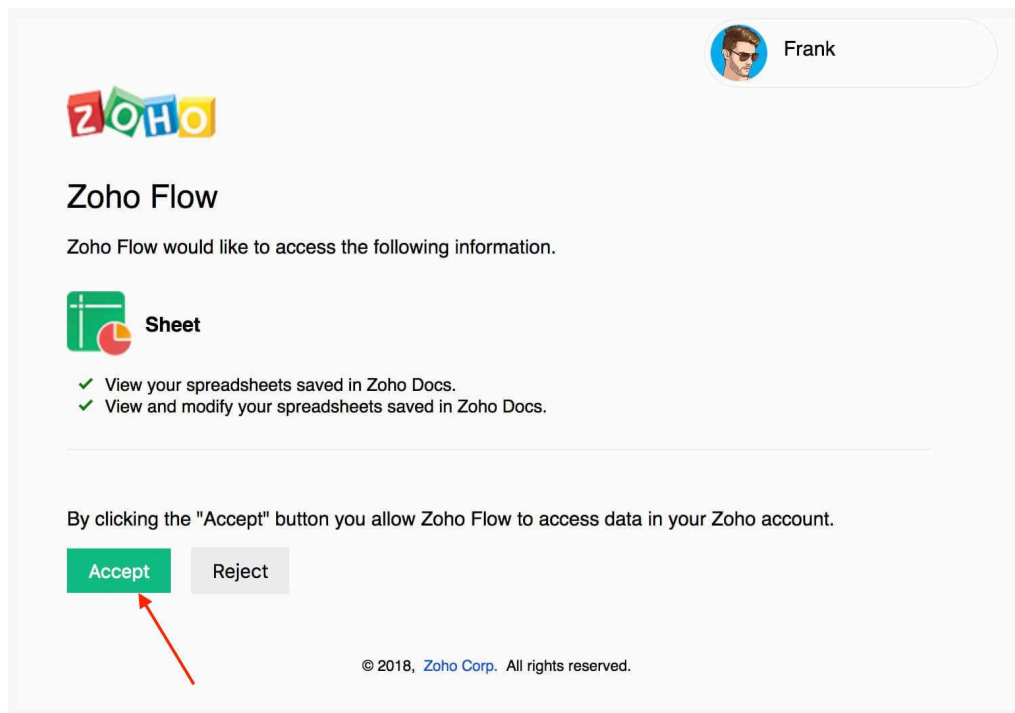 Frank
ZOHO
Zoho Flow
Zoho Flow would like to access the following information.
Sheet
View your spreadsheets saved in Zoho Docs.
View and modify your spreadsheets saved in Zoho Docs.
By clicking the "Accept" button you allow Zoho Flow to access data in your Zoho account.
Accept Reject
© 2018, Zoho Corp. All rights reserved.